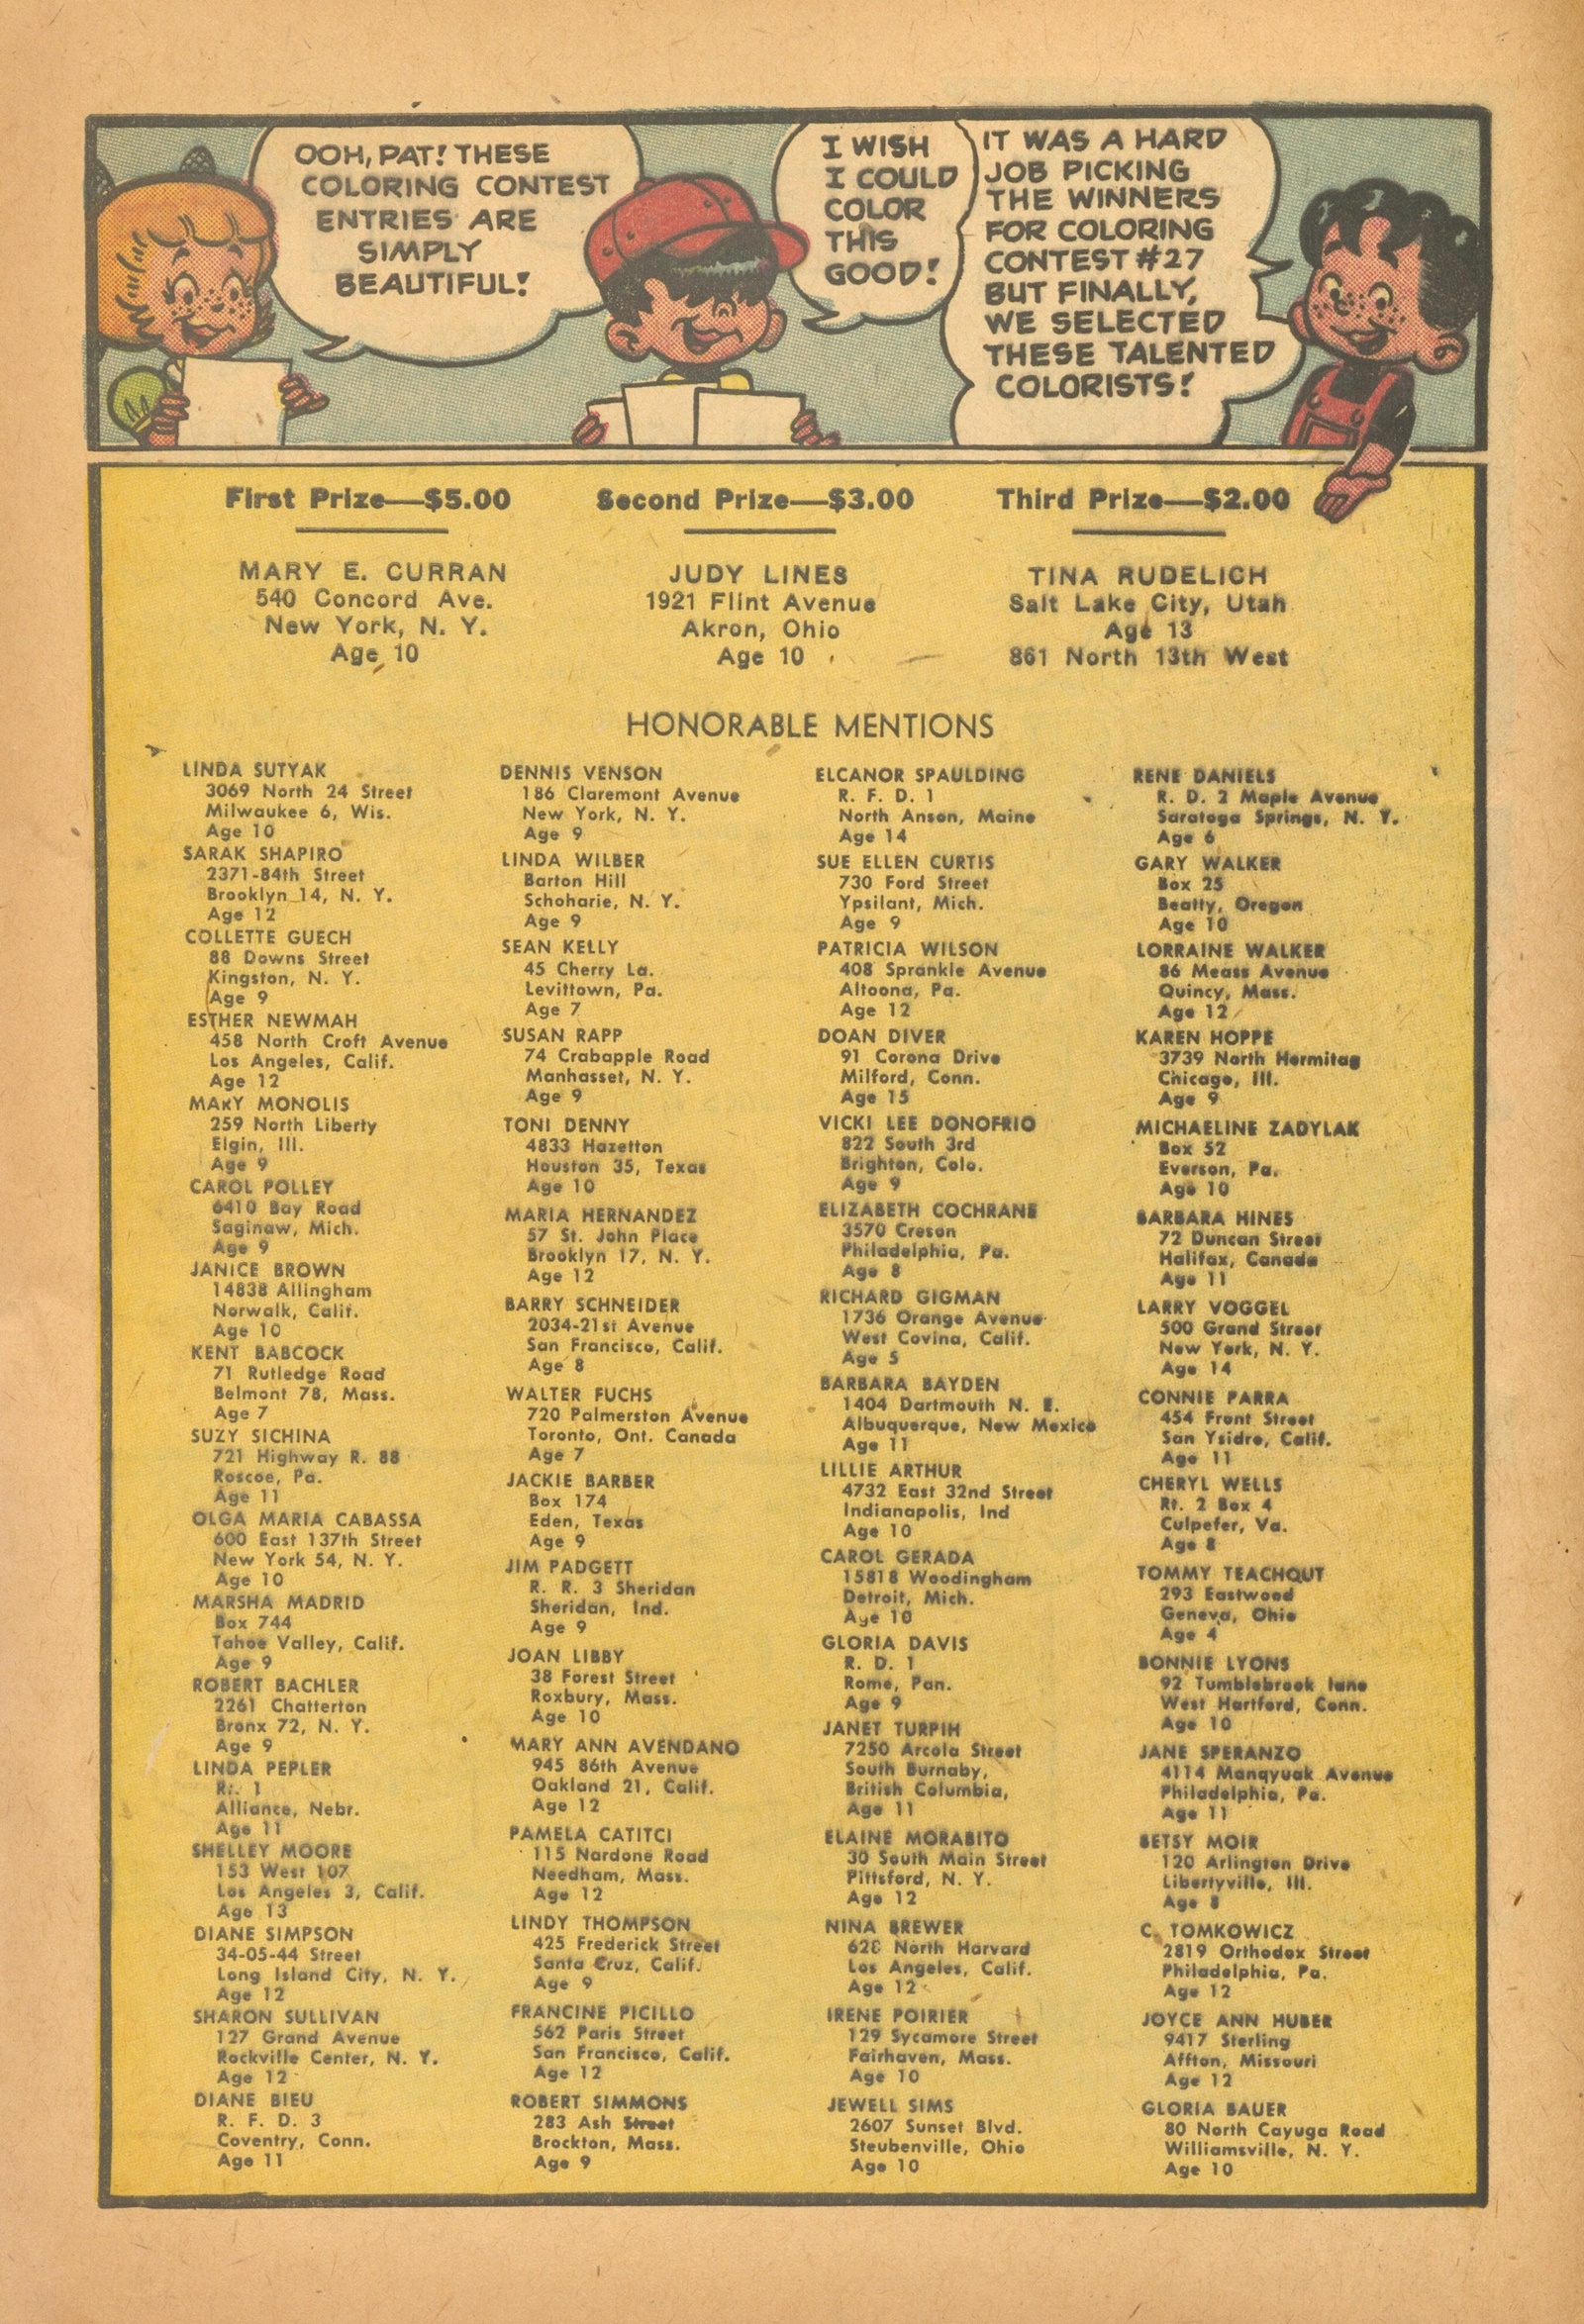 OOH, PAT! THESE
COLORING CONTEST
ENTRIES ARE
SIMPLY
BEAUTIFUL!
I WISH
I COULD
COLOR
THIS
GOOD!
IT WAS A HARD
JOB PICKING
THE WINNERS
FOR COLORING
CONTEST #27
BUT FINALLY,
WE SELECTED
THESE TALENTED
COLORISTS!
First Prize—$5.00
MARY E. CURRAN
540 Concord Ave.
New York, N. Y.
Age 10
Second Prize—$3.00
JUDY LINES
1921 Flint Avenue
Akron, Ohio
Age 10
Third Prize—$2.00
TINA RUDELICH
Salt Lake City, Utah
Age 13
861 North 13th West
HONORABLE MENTIONS
LINDA SUTYAK
3069 North 24 Street
Milwaukee 6, Wis.
Age 10
SARAK SHAPIRO
2371-84th Street
Brooklyn 14, N. Y.
Age 12
COLLETTE GUECH
88 Downs Street
Kingston, N. Y.
Age 9
ESTHER NEWMAH
458 North Croft Avenue
Los Angeles, Calif.
Age 12
MARY MONOLIS
259 North Liberty
Elgin, Ill.
Age 9
CAROL POLLEY
6410 Bay Road
Saginaw, Mich.
Age 9
JANICE BROWN
14838 Allingham
Norwalk, Calif.
Age 10
KENT BABCOCK
71 Rutledge Road
Belmont 78, Mass.
Age 7
SUZY SICHINA
721 Highway R. 88
Roscoe, Pa.
Age 11
OLGA MARIA CABASSA
600 East 137th Street
New York 54, N. Y.
Age 10
MARSHA MADRID
Box 744
Tahoe Valley, Calif.
Age 9
ROBERT BACHLER
2261 Chatterton
Bronx 72, N. Y.
Age 9
LINDA PEPLER
Rt. 1
Alliance, Nebr.
Age 11
SHELLEY MOORE
153 West 107
Los Angeles 3, Calif.
Age 13
DIANE SIMPSON
34-05-44 Street
Long Island City, N. Y.
Age 12
SHARON SULLIVAN
127 Grand Avenue
Rockville Center, N. Y.
Age 12
DIANE BIEU
R. F. D. 3
Coventry, Conn.
Age 11
DENNIS VENSON
186 Claremont Avenue
New York, N. Y.
Age 9
LINDA WILBER
Barton Hill
Schoharie, N. Y.
Age 9
SEAN KELLY
45 Cherry La.
Levittown, Pa.
Age 7
SUSAN RAPP
74 Crabapple Road
Manhasset, N. Y.
Age 9
TONI DENNY
4833 Hazetton
Houston 35, Texas
Age 10
MARIA HERNANDEZ
57 St. John Place
Brooklyn 17, N. Y.
Age 12
BARRY SCHNEIDER
2034-21st Avenue
San Francisco, Calif.
Age 8
WALTER FUCHS
720 Palmerston Avenue
Toronto, Ont. Canada
Age 7
JACKIE BARBER
Box 174
Eden, Texas
Age 9
JIM PADGETT
R. R. 3 Sheridan
Sheridan, Ind.
Age 9
JOAN LIBBY
38 Forest Street
Roxbury, Mass.
Age 10
MARY ANN AVENDANO
945 86th Avenue
Oakland 21, Calif.
Age 12
PAMELA CATITCI
115 Nardone Road
Needham, Mass.
Age 12
LINDY THOMPSON
425 Frederick Street
Santa Cruz, Calif.
Age 9
FRANCINE PICILLO
562 Paris Street
San Francisco, Calif.
Age 12
ROBERT SIMMONS
283 Ash Street
Brockton, Mass.
Age 9
ELCANOR SPAULDING
R. F. D. 1
North Anson, Maine
Age 14
SUE ELLEN CURTIS
730 Ford Street
Ypsilant, Mich.
Age 9
PATRICIA WILSON
408 Sprankle Avenue
Altoona, Pa.
Age 12
DOAN DIVER
91 Corona Drive
Milford, Conn.
Age 15
VICKI LEE DONOFRIO
822 South 3rd
Brighton, Colo.
Age 9
ELIZABETH COCHRANE
3570 Creson
Philadelphia, Pa.
Age 8
RICHARD GIGMAN
1736 Orange Avenue
West Covina, Calif.
Age 5
BARBARA BAYDEN
1404 Dartmouth N. E.
Albuquerque, New Mexico
Age 11
LILLIE ARTHUR
4732 East 32nd Street
Indianapolis, Ind
Age 10
CAROL GERADA
15818 Woodingham
Detroit, Mich.
Age 10
GLORIA DAVIS
R. D. 1
Rome, Pan.
Age 9
JANET TURPIH
7250 Arcola Street
South Burnaby,
British Columbia,
Age 11
ELAINE MORABITO
30 South Main Street
Pittsford, N. Y.
Age 12
NINA BREWER
628 North Harvard
Los Angeles, Calif.
Age 12
IRENE POIRIER
129 Sycamore Street
Fairhaven, Mass.
Age 10
JEWELL SIMS
2607 Sunset Blvd.
Steubenville, Ohio
Age 10
RENE DANIELS
R. D. 2 Maple Avenue
Saratoga Springs, N. Y.
Age 6
GARY WALKER
Box 25
Beatty, Oregon
Age 10
LORRAINE WALKER
86 Meass Avenue
Quincy, Mass.
Age 12
KAREN HOPPE
3739 North Hermitag
Chicago, Ill.
Age 9
MICHAELINE ZADYLAK
Box 52
Everson, Pa.
Age 10
BARBARA HINES
72 Duncan Street
Halifax, Canada
Age 11
LARRY VOGGEL
500 Grand Street
New York, N. Y.
Age 14
CONNIE PARRA
454 Front Street
San Ysidro, Calif.
Age 11
CHERYL WELLS
Rt. 2 Box 4
Culpefer, Va.
Age 8
TOMMY TEACHOUT
293 Eastwood
Geneva, Ohio
Age 4
BONNIE LYONS
92 Tumblebrook lane
West Hartford, Conn.
Age 10
JANE SPERANZO
4114 Manqyuak Avenue
Philadelphia, Pa.
Age 11
BETSY MOIR
120 Arlington Drive
Libertyville, Ill.
Age 8
C. TOMKOWICZ
2819 Orthodox Street
Philadelphia, Pa.
Age 12
JOYCE ANN HUBER
9417 Sterling
Affton, Missouri
Age 12
GLORIA BAUER
80 North Cayuga Road
Williamsville, N. Y.
Age 10